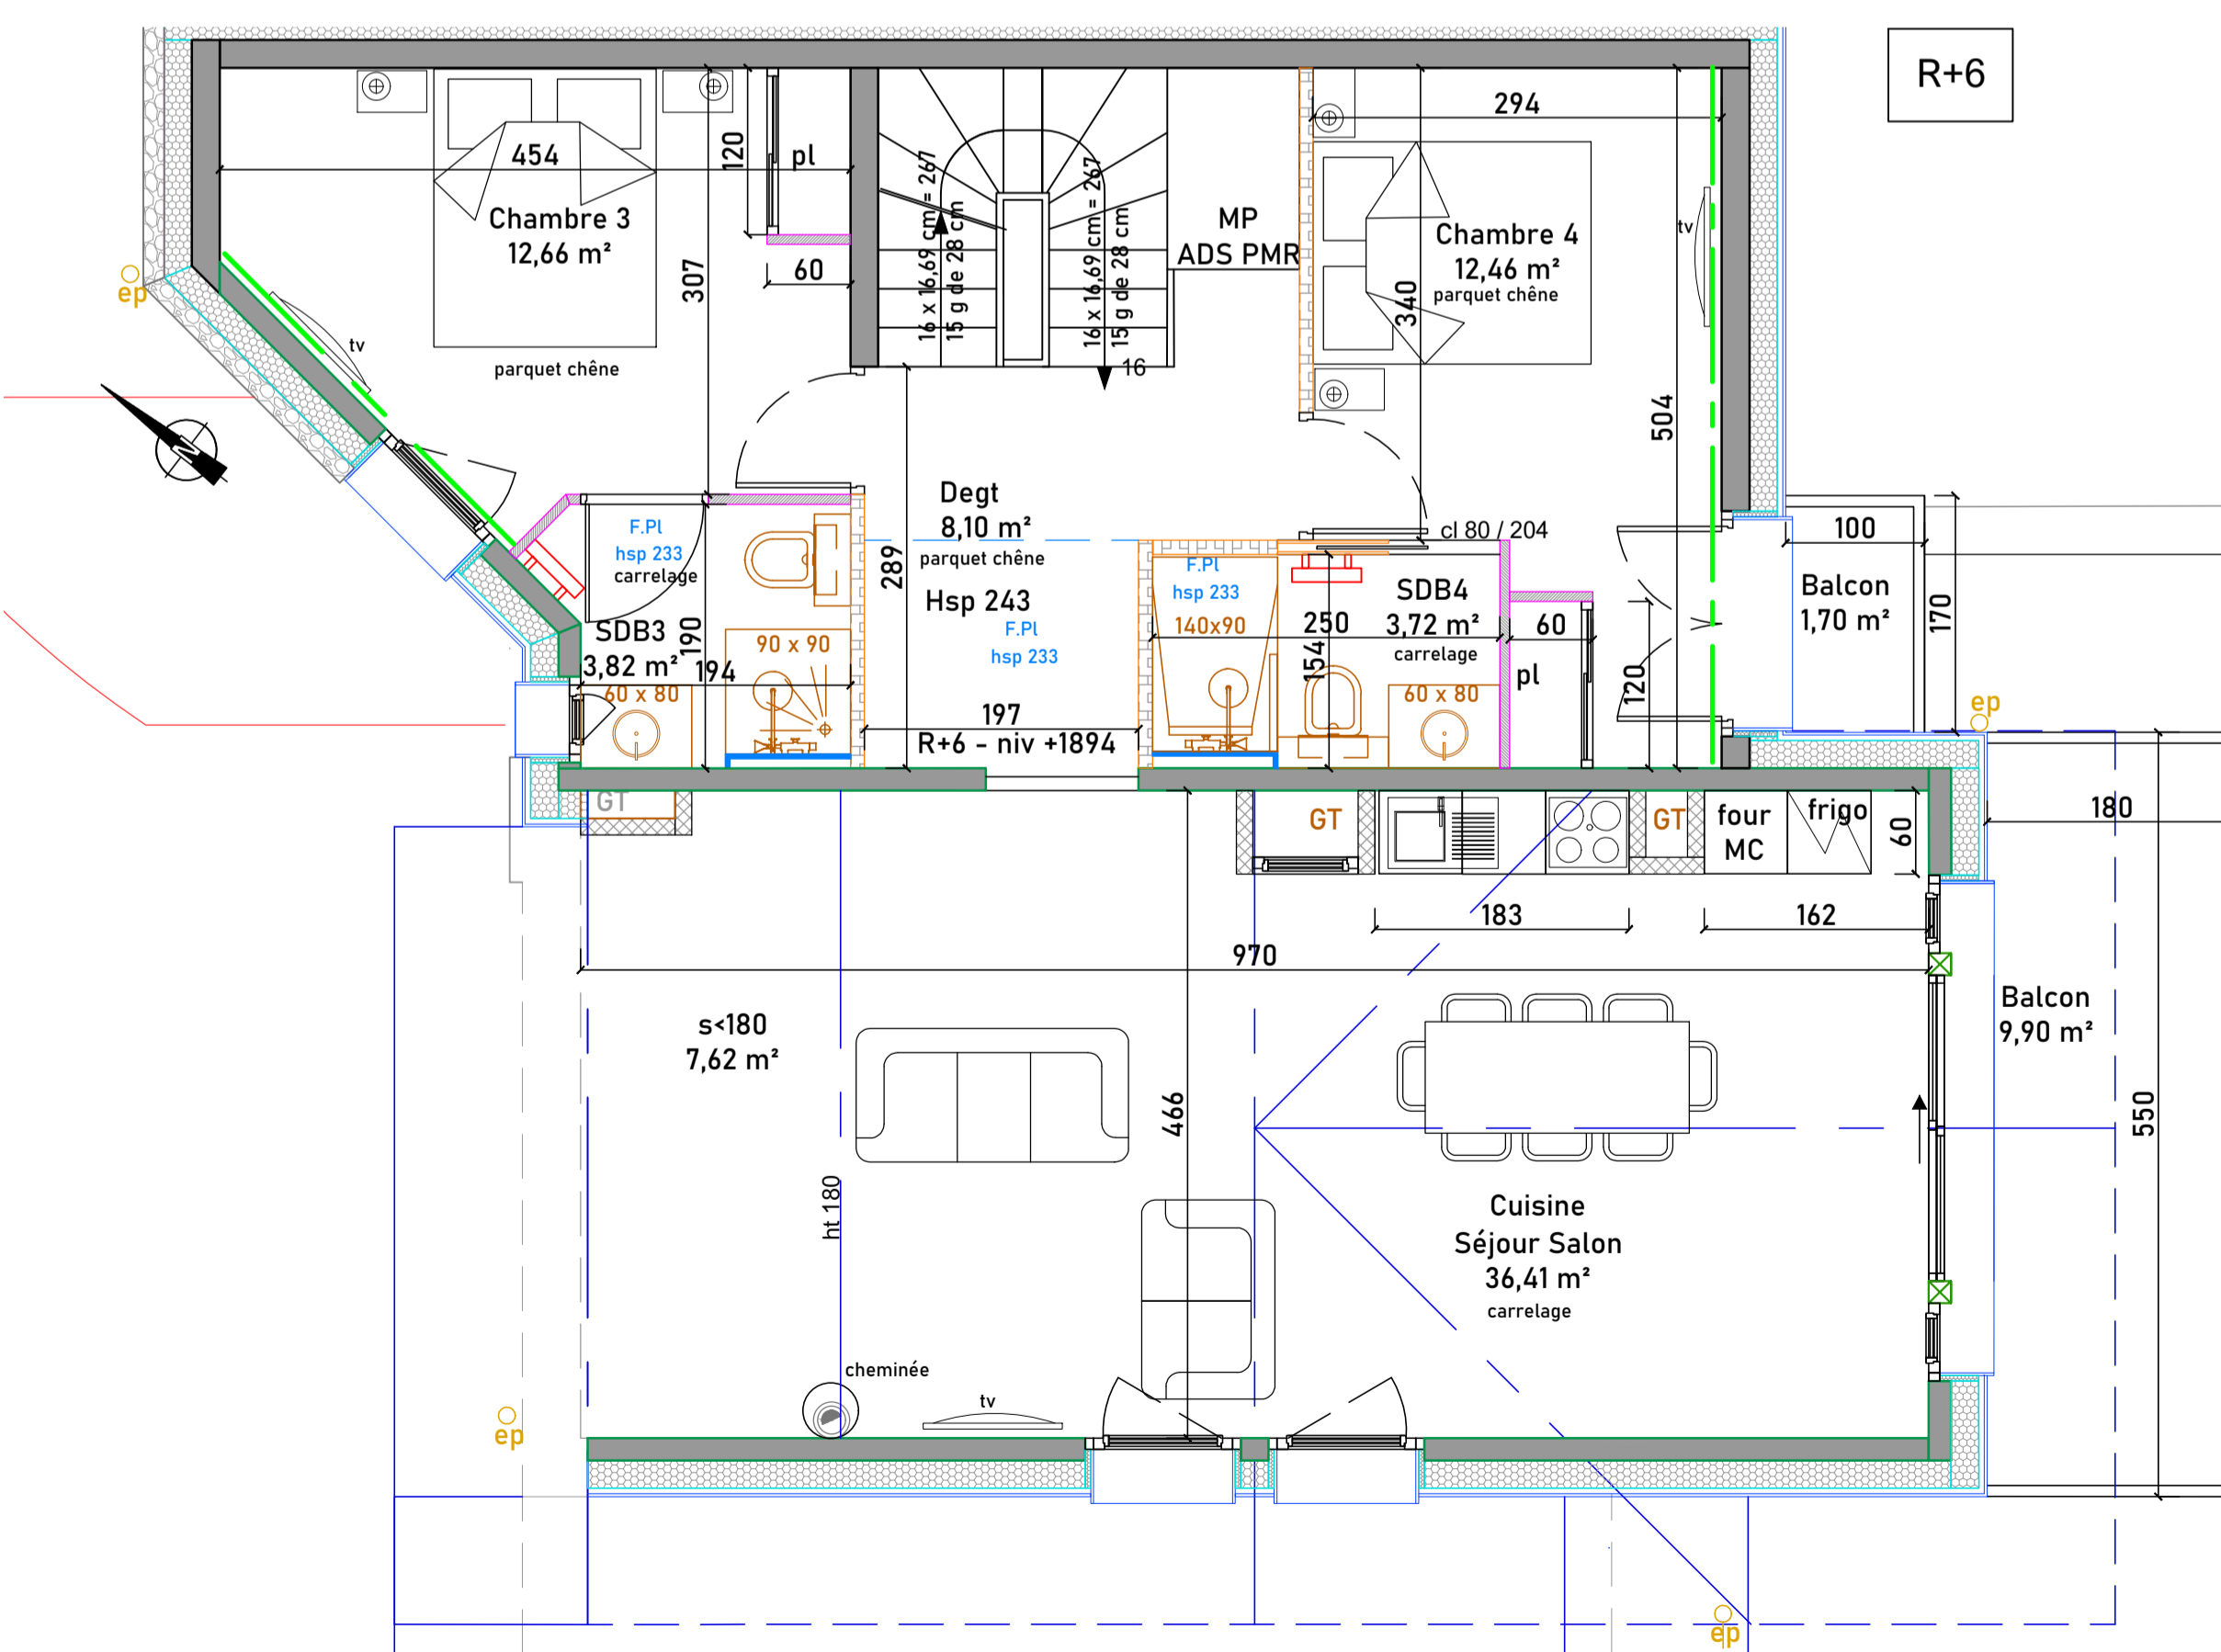 R+6
294
454
120
pl
16 x 16,69 cm = 267
15 g de 28 cm
16 x 16,69 cm = 267
15 g de 28 cm
MP
ADS PMR
Chambre 3
12,66 m²
Chambre 4
12,46 m²
parquet chêne
tv
60
307
340
ep
tv
parquet chêne
16
504
N
Degt
8,10 m²
parquet chêne
Hsp 243
F.Pl
hsp 233
289
F.Pl
hsp 233
carrelage
cl 80 / 204
100
F.Pl
hsp 233
140x90
SDB4
3,72 m²
carrelage
250
154
60
pl
120
Balcon
1,70 m²
170
SDB3
3,82 m²
190
194
90 x 90
60 x 80
60 x 80
197
R+6 - niv +1894
ep
GT
GT
GT
four
MC
frigo
60
180
183
162
970
s<180
7,62 m²
Balcon
9,90 m²
466
550
ht 180
Cuisine
Séjour Salon
36,41 m²
carrelage
cheminée
tv
ep
ep